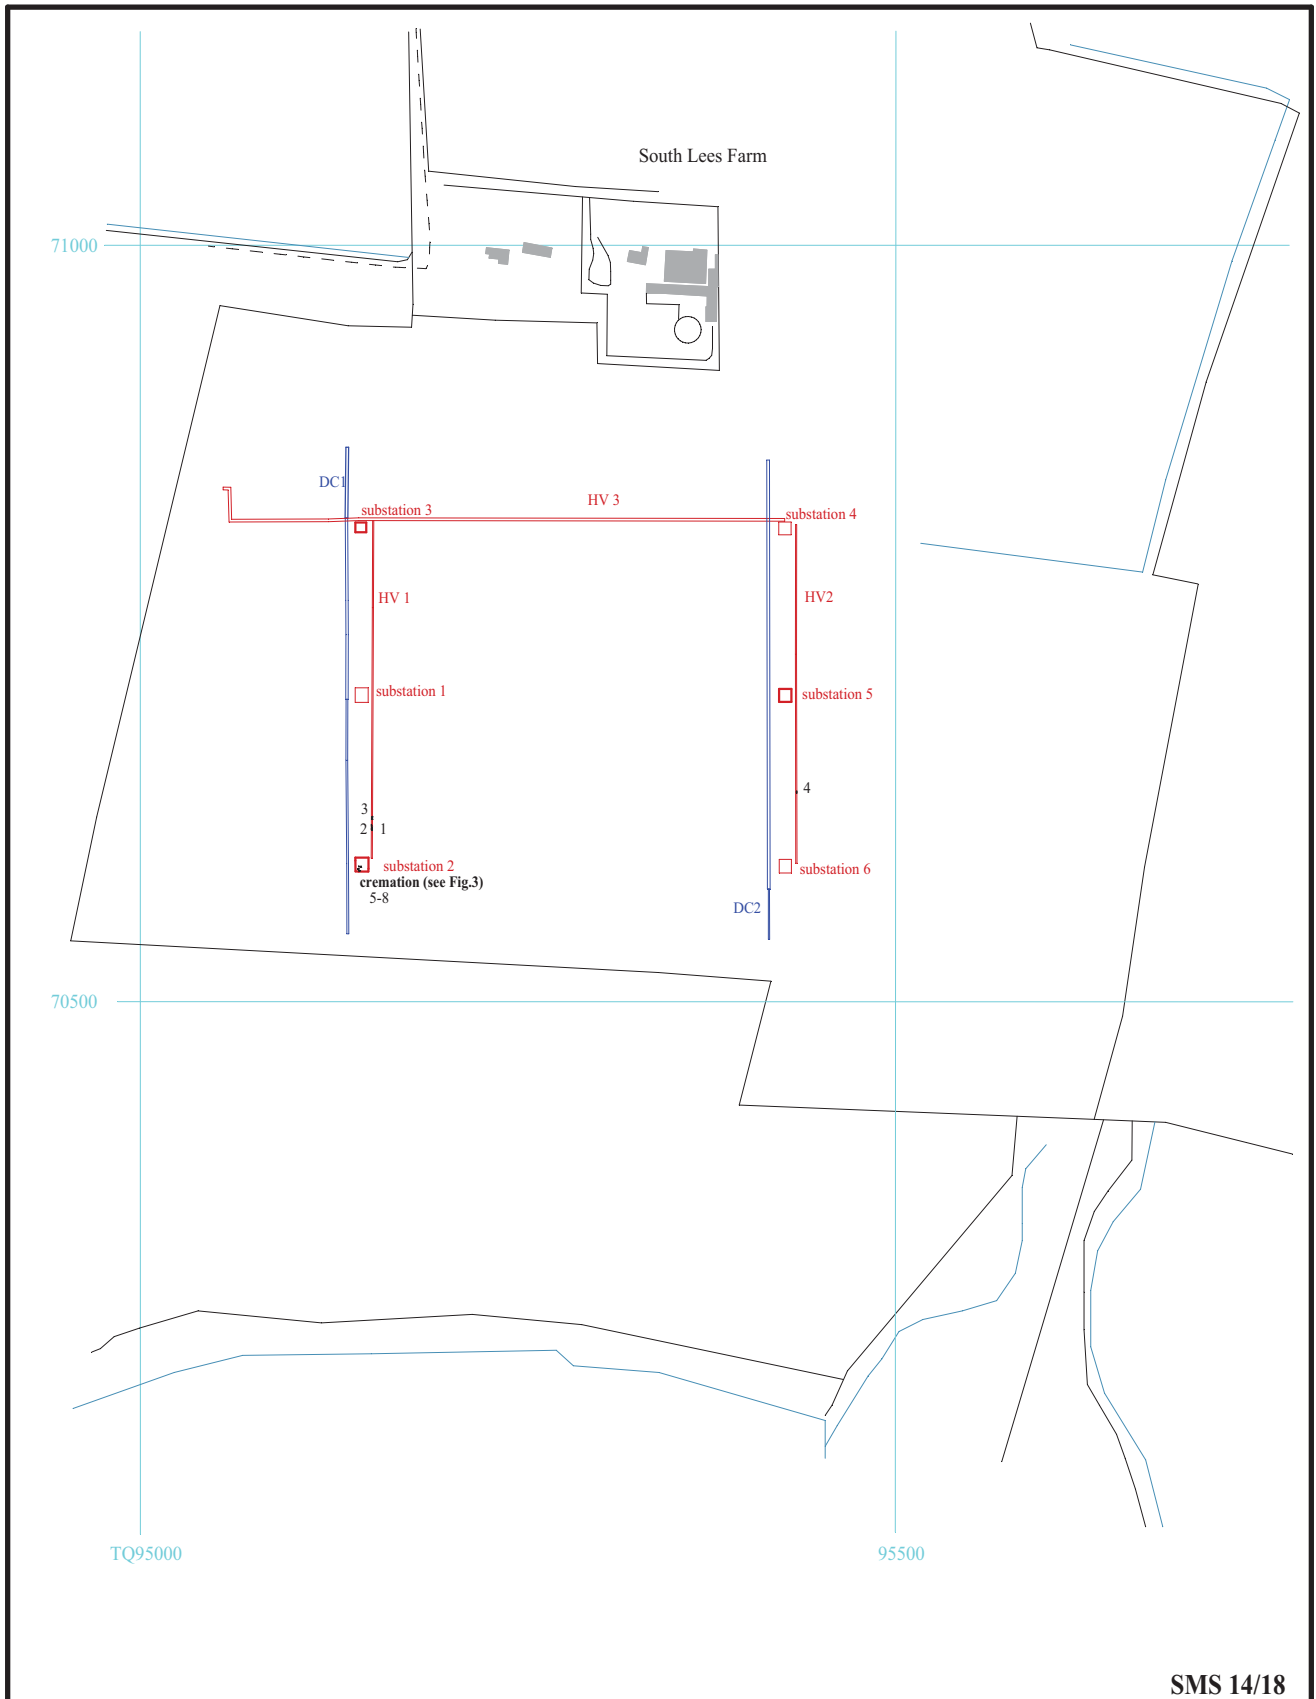 South Lees Farm
71000
DC1
HV 3
substation 3
substation 4
HV 1
HV2
substation 1
substation 5
4
3
2 1
substation 2
substation 6
cremation (see Fig.3)
5-8
DC2
70500
TQ95000
95500
SMS 14/18